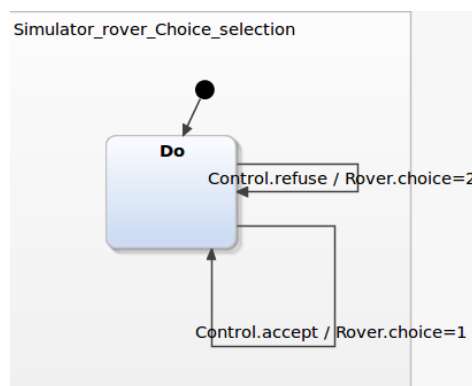 Simulator_rover_Choice_selection
Do
Control.refuse / Rover.choice=2
Control.accept / Rover.choice=1